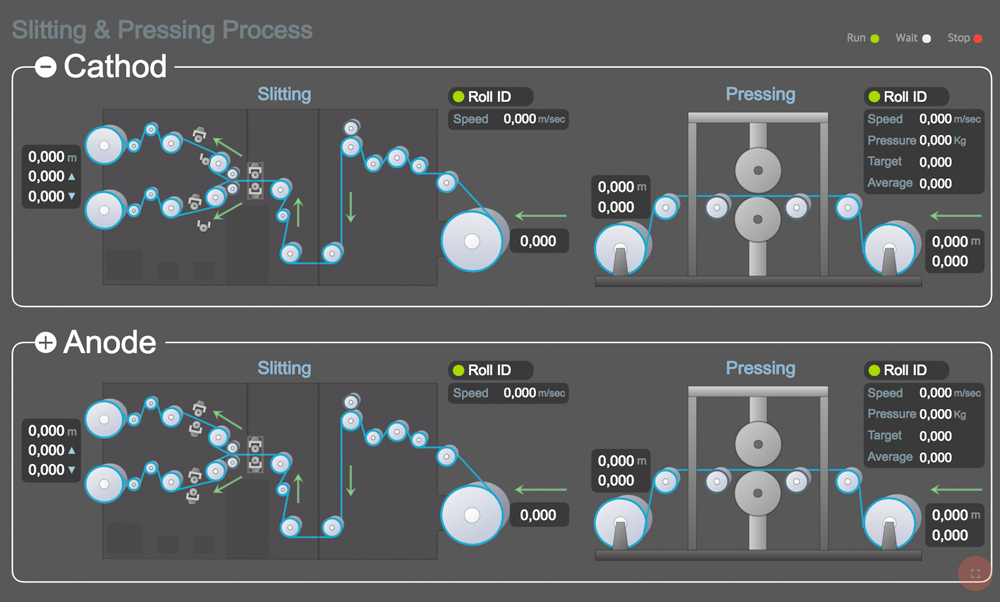 Slitting & Pressing Process
Run
Wait
Stop
Cathod
Slitting
Roll ID
Speed 0,000 m/sec
0,000 m
0,000 ▲
0,000 ▼
0,000
Pressing
Roll ID
Speed 0,000 m/sec
Pressure 0,000 Kg
Target 0,000
Average 0,000
0,000 m
0,000
0,000 m
0,000
Anode
Slitting
Roll ID
Speed 0,000 m/sec
0,000 m
0,000 ▲
0,000 ▼
0,000
Pressing
Roll ID
Speed 0,000 m/sec
Pressure 0,000 Kg
Target 0,000
Average 0,000
0,000 m
0,000
0,000 m
0,000